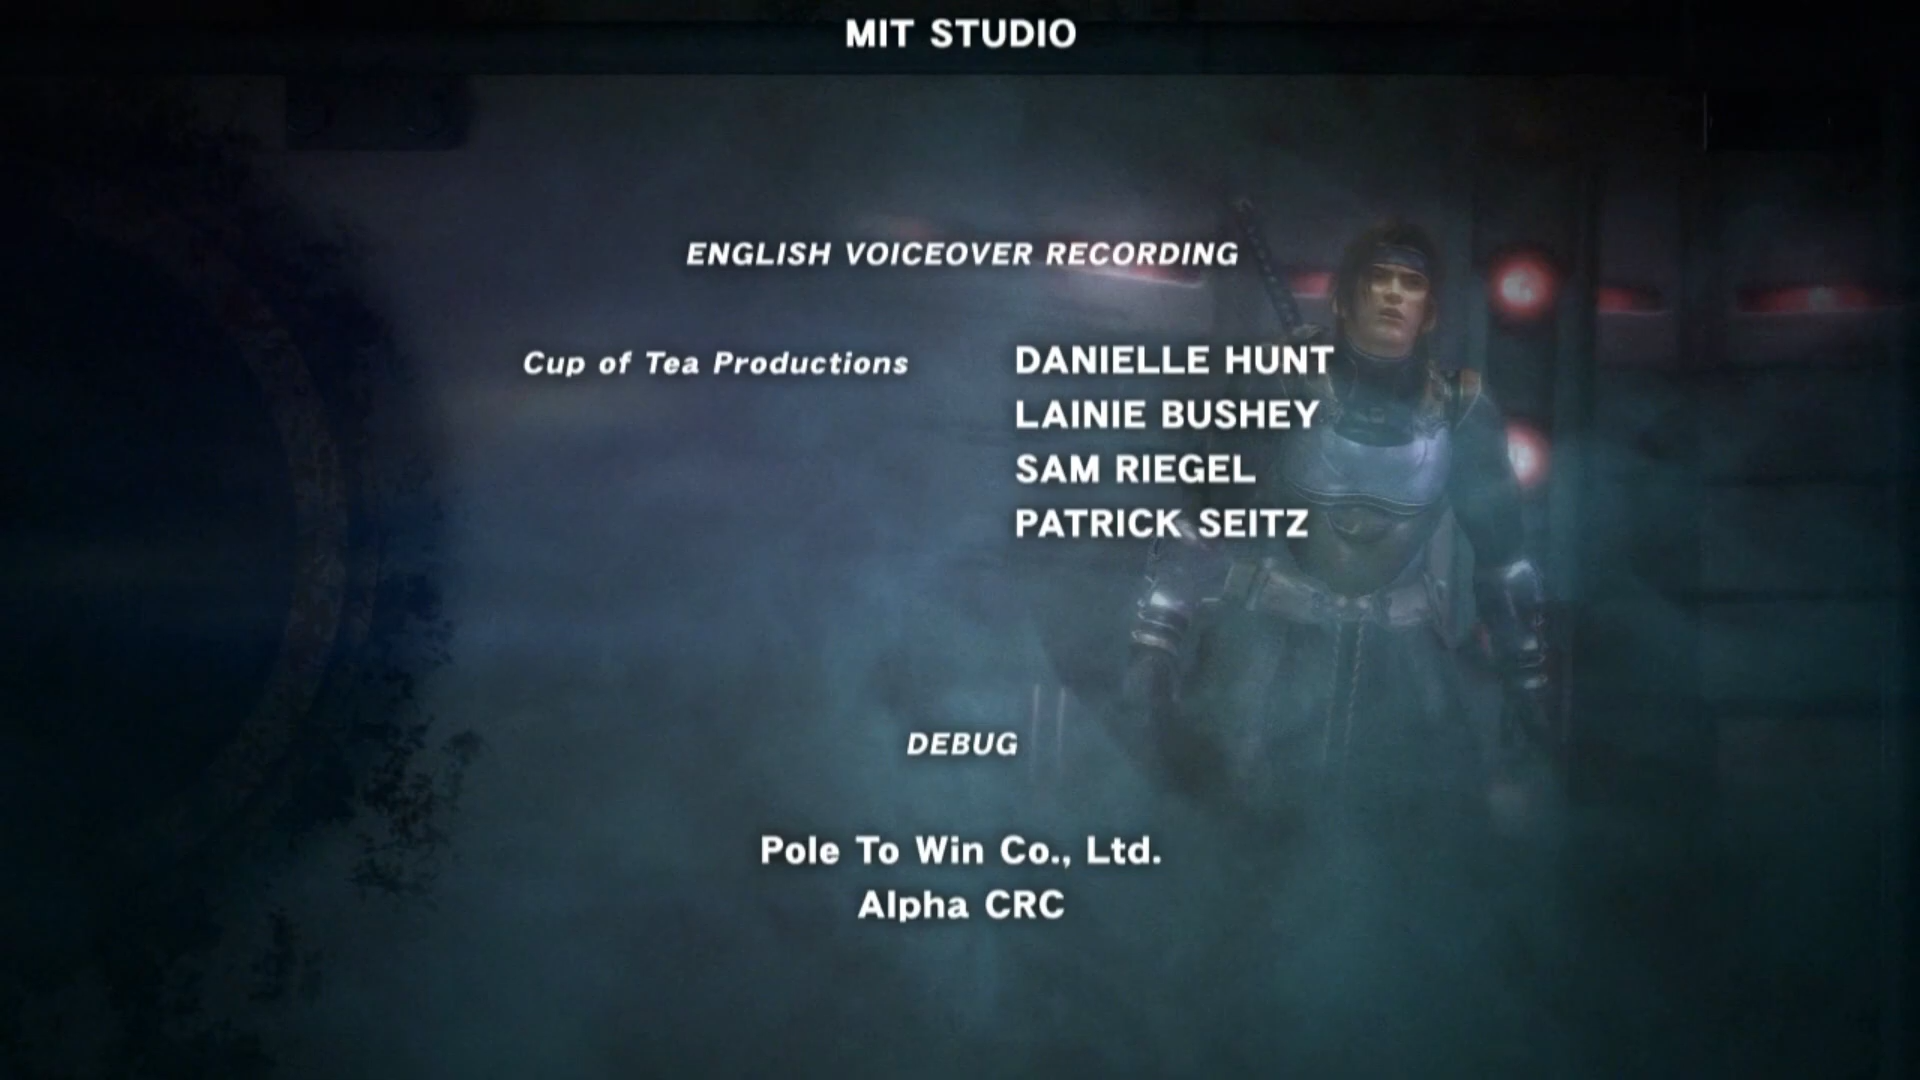 MIT STUDIO
ENGLISH VOICEOVER RECORDING
Cup of Tea Productions DANIELLE HUNT
LAINIE BUSHEY
SAM RIEGEL
PATRICK SEITZ
DEBUG
Pole To Win Co., Ltd.
Alpha CRC